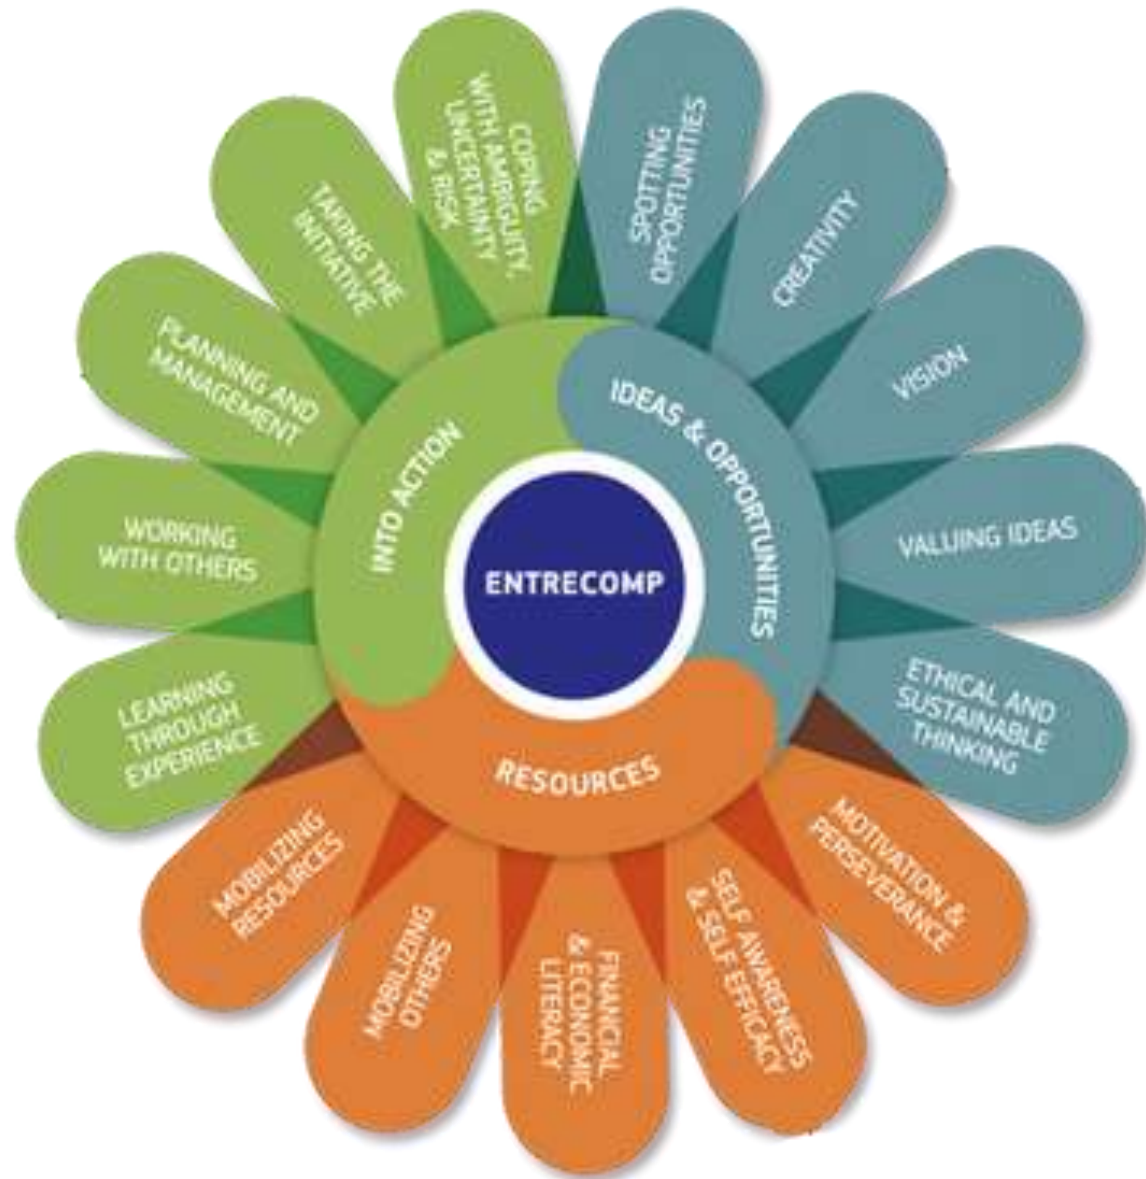 ENTRECOMP
IDEAS & OPPORTUNITIES
SPOTTING
OPPORTUNITIES
CREATIVITY
VISION
VALUING IDEAS
ETHICAL AND
SUSTAINABLE
THINKING
RESOURCES
MOTIVATION &
PERSEVERANCE
SELF AWARENESS
& SELF EFFICACY
FINANCIAL
& ECONOMIC
LITERACY
MOBILIZING
OTHERS
MOBILIZING
RESOURCES
INTO ACTION
LEARNING
THROUGH
EXPERIENCE
WORKING
WITH OTHERS
PLANNING AND
MANAGEMENT
TAKING THE
INITIATIVE
COPING
WITH AMBIGUITY,
UNCERTAINTY
& RISK